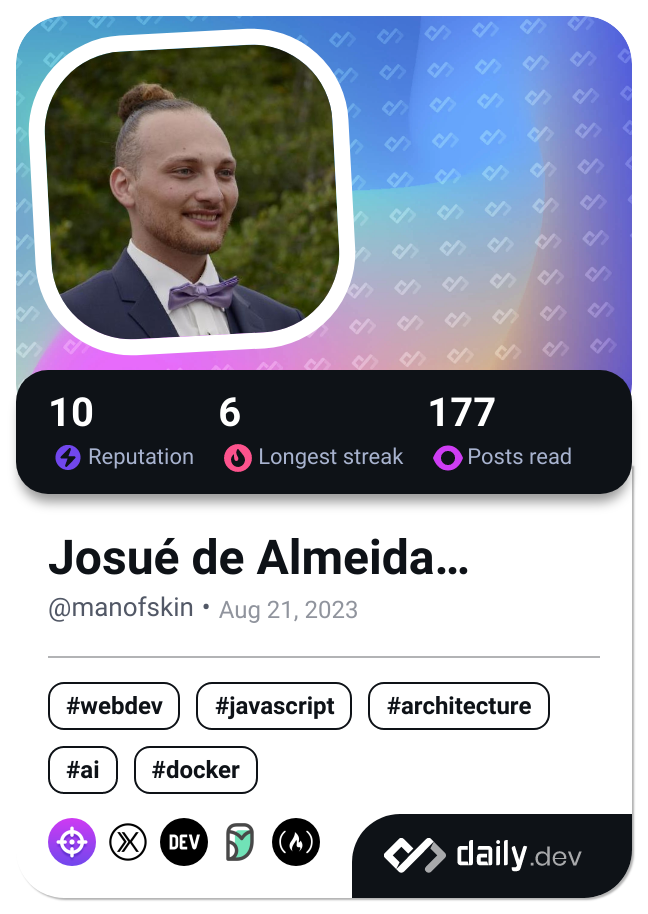 10 6 177
Reputation Longest streak Posts read
Josué de Almeida…
@manofskin • Aug 21, 2023
#webdev #javascript #architecture
#ai #docker
DEV daily.dev